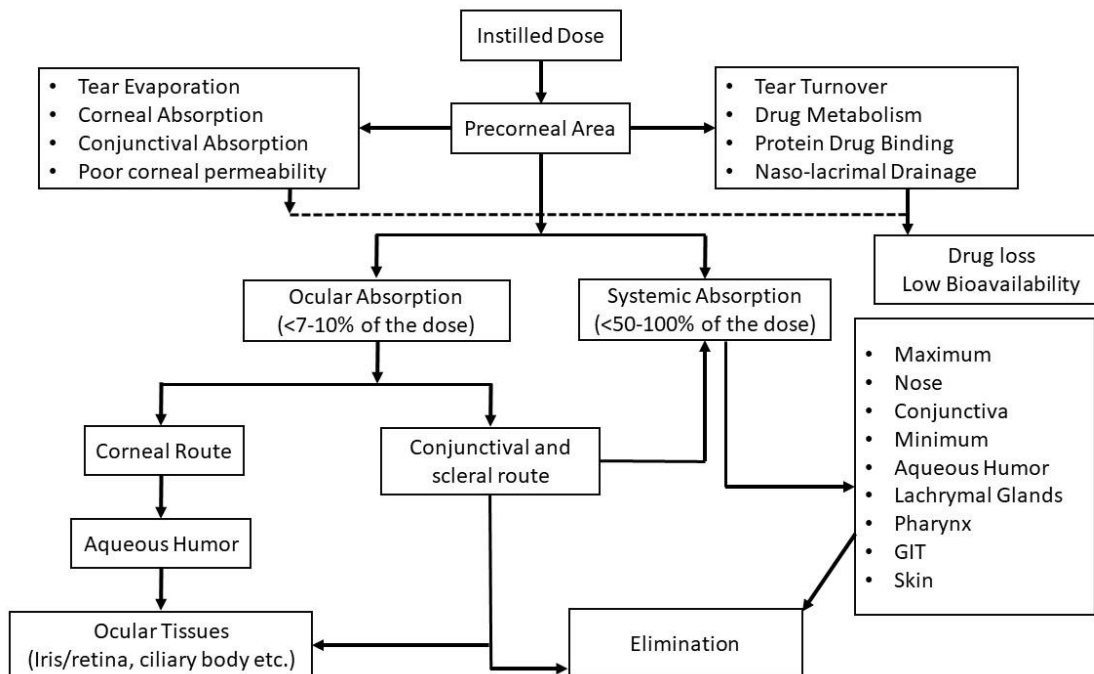 Instilled Dose
• Tear Evaporation
• Corneal Absorption
• Conjunctival Absorption
• Poor corneal permeability
Precorneal Area
• Tear Turnover
• Drug Metabolism
• Protein Drug Binding
• Naso-lacrimal Drainage
Drug loss
Low Bioavailability
Ocular Absorption
(<7-10% of the dose)
Systemic Absorption
(<50-100% of the dose)
• Maximum
• Nose
• Conjunctiva
• Minimum
• Aqueous Humor
• Lachrymal Glands
• Pharynx
• GIT
• Skin
Corneal Route
Conjunctival and
scleral route
Aqueous Humor
Ocular Tissues
(Iris/retina, ciliary body etc.)
Elimination